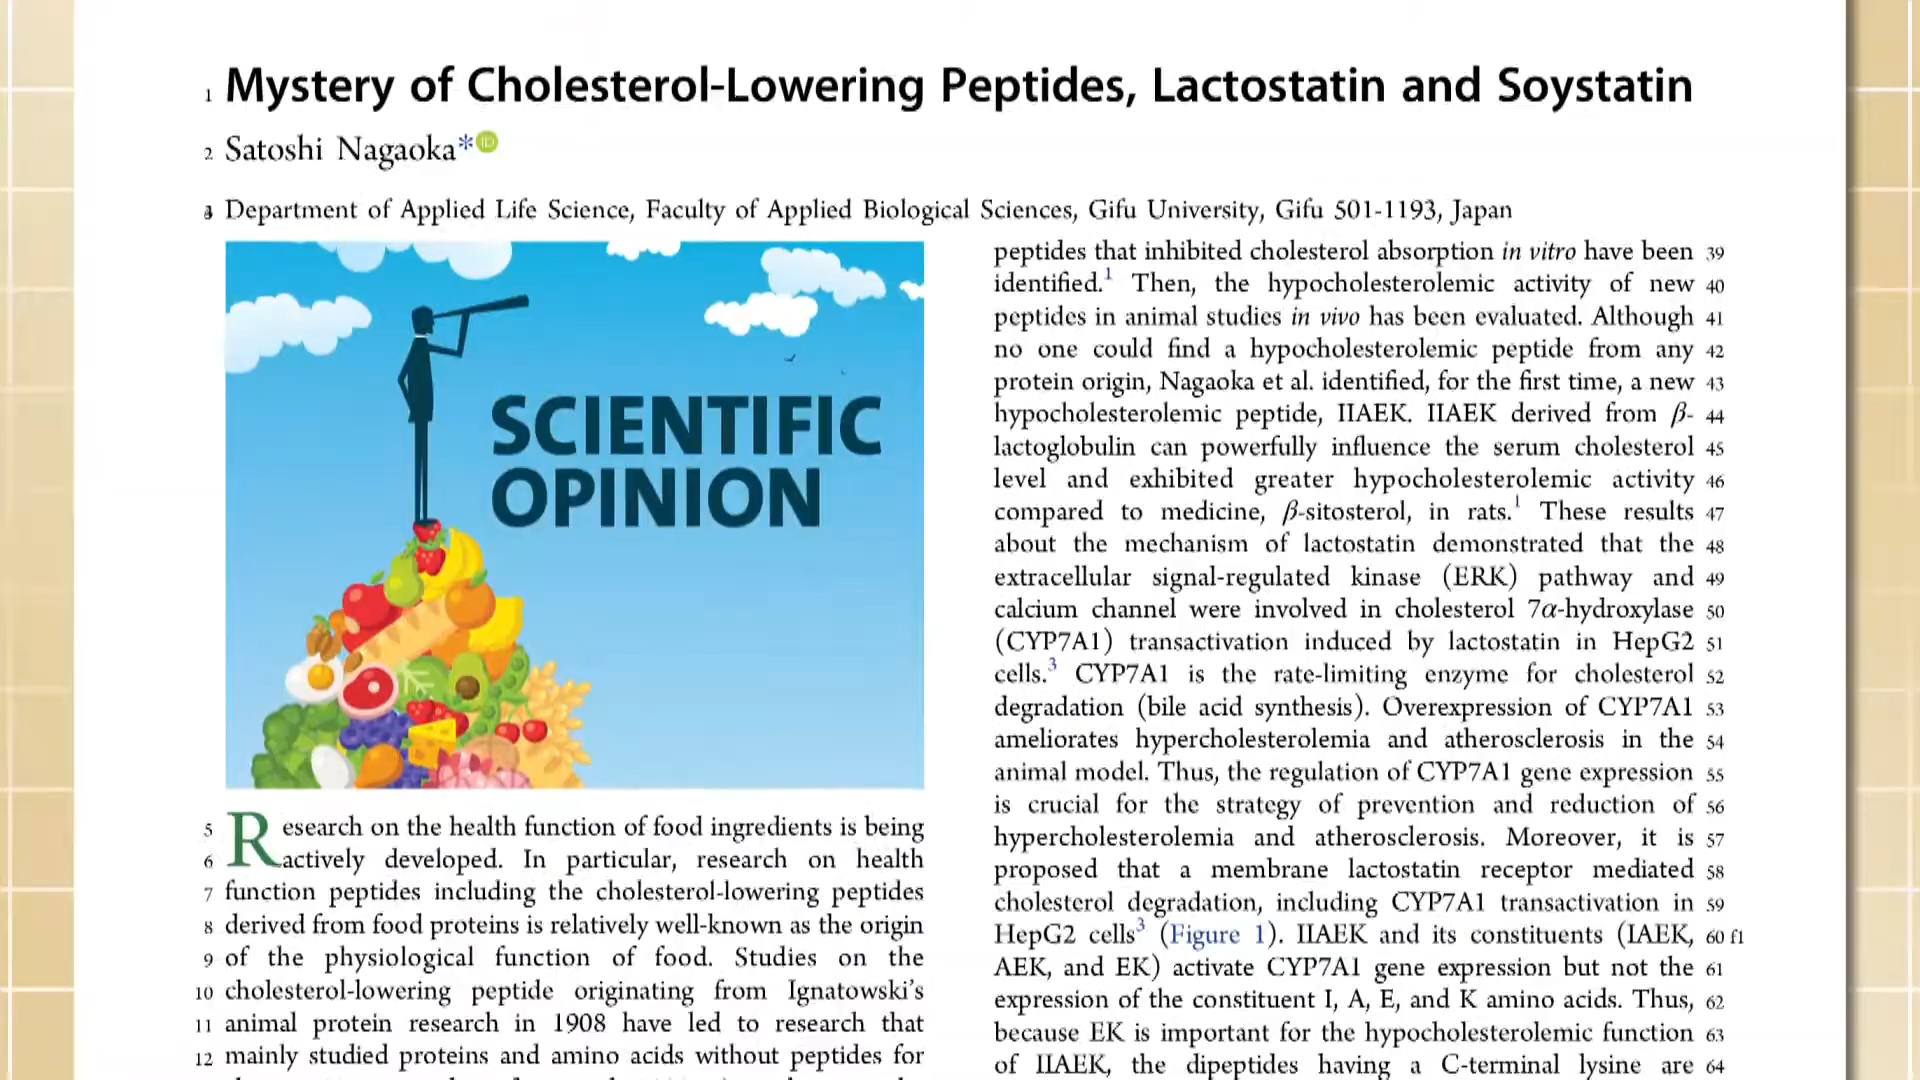 1 Mystery of Cholesterol-Lowering Peptides, Lactostatin and Soystatin
2 Satoshi Nagaoka*
iD
Department of Applied Life Science, Faculty of Applied Biological Sciences, Gifu University, Gifu 501-1193, Japan
SCIENTIFIC
OPINION
5 Research on the health function of food ingredients is being
6 actively developed. In particular, research on health
7 function peptides including the cholesterol-lowering peptides
8 derived from food proteins is relatively well-known as the origin
9 of the physiological function of food. Studies on the
10 cholesterol-lowering peptide originating from Ignatowski's
11 animal protein research in 1908 have led to research that
12 mainly studied proteins and amino acids without peptides for
peptides that inhibited cholesterol absorption in vitro have been 39
identified.1 Then, the hypocholesterolemic activity of new 40
peptides in animal studies in vivo has been evaluated. Although 41
no one could find a hypocholesterolemic peptide from any 42
protein origin, Nagaoka et al. identified, for the first time, a new 43
hypocholesterolemic peptide, IIAEK. IIAEK derived from β- 44
lactoglobulin can powerfully influence the serum cholesterol 45
level and exhibited greater hypocholesterolemic activity 46
compared to medicine, β-sitosterol, in rats.1 These results 47
about the mechanism of lactostatin demonstrated that the 48
extracellular signal-regulated kinase (ERK) pathway and 49
calcium channel were involved in cholesterol 7α-hydroxylase 50
(CYP7A1) transactivation induced by lactostatin in HepG2 51
cells.3 CYP7A1 is the rate-limiting enzyme for cholesterol 52
degradation (bile acid synthesis). Overexpression of CYP7A1 53
ameliorates hypercholesterolemia and atherosclerosis in the 54
animal model. Thus, the regulation of CYP7A1 gene expression 55
is crucial for the strategy of prevention and reduction of 56
hypercholesterolemia and atherosclerosis. Moreover, it is 57
proposed that a membrane lactostatin receptor mediated 58
cholesterol degradation, including CYP7A1 transactivation in 59
HepG2 cells3 (Figure 1). IIAEK and its constituents (IAEK, 60 f1
AEK, and EK) activate CYP7A1 gene expression but not the 61
expression of the constituent I, A, E, and K amino acids. Thus, 62
because EK is important for the hypocholesterolemic function 63
of IIAEK, the dipeptides having a C-terminal lysine are 64